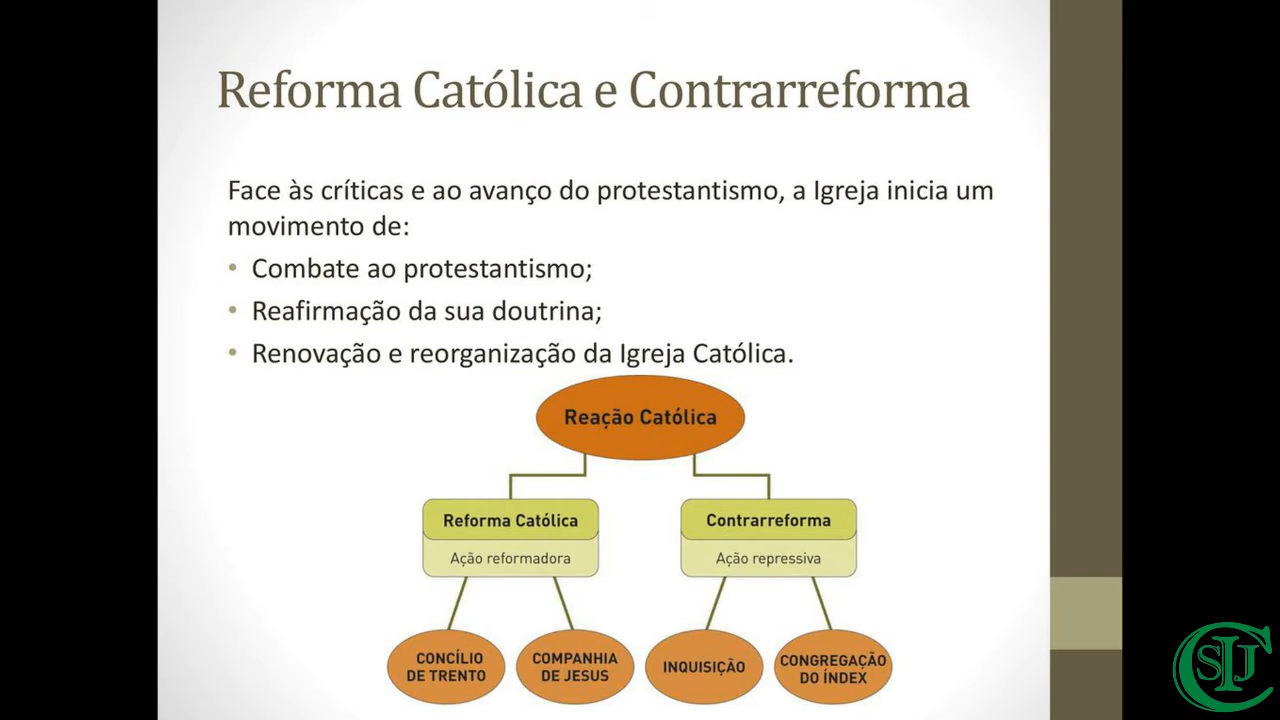 Reforma Católica e Contrarreforma
Face às críticas e ao avanço do protestantismo, a Igreja inicia um
movimento de:
• Combate ao protestantismo;
• Reafirmação da sua doutrina;
• Renovação e reorganização da Igreja Católica.
Reação Católica
Reforma Católica
Ação reformadora
Contrarreforma
Ação repressiva
CONCÍLIO
DE TRENTO
COMPANHIA
DE JESUS
INQUISIÇÃO
CONGREGAÇÃO
DO ÍNDEX
CSIJ